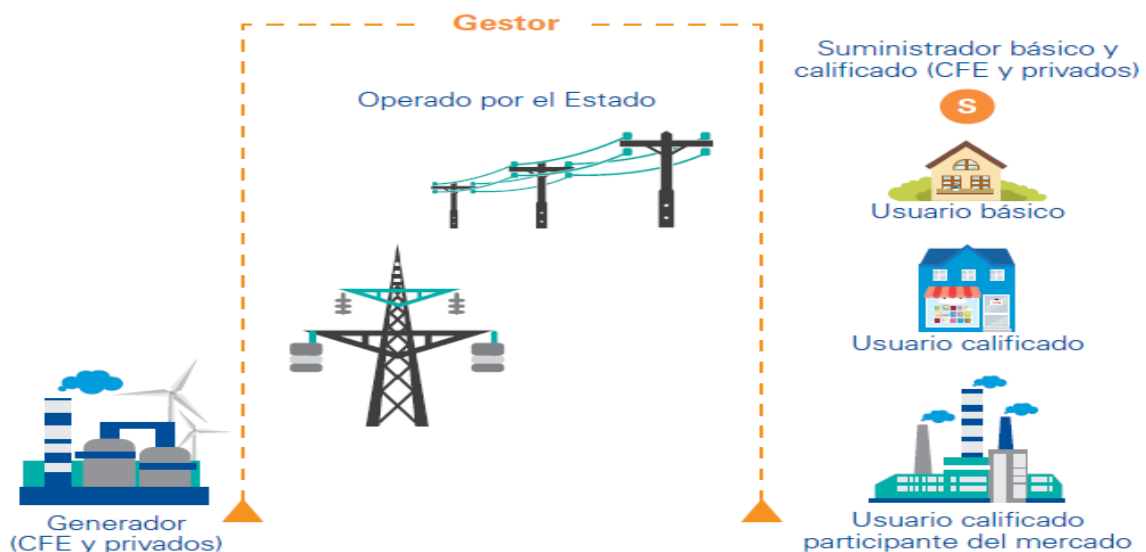 Gestor
Operado por el Estado
Suministrador básico y
calificado (CFE y privados)
S
Usuario básico
Usuario calificado
Usuario calificado
participante del mercado
Generador
(CFE y privados)